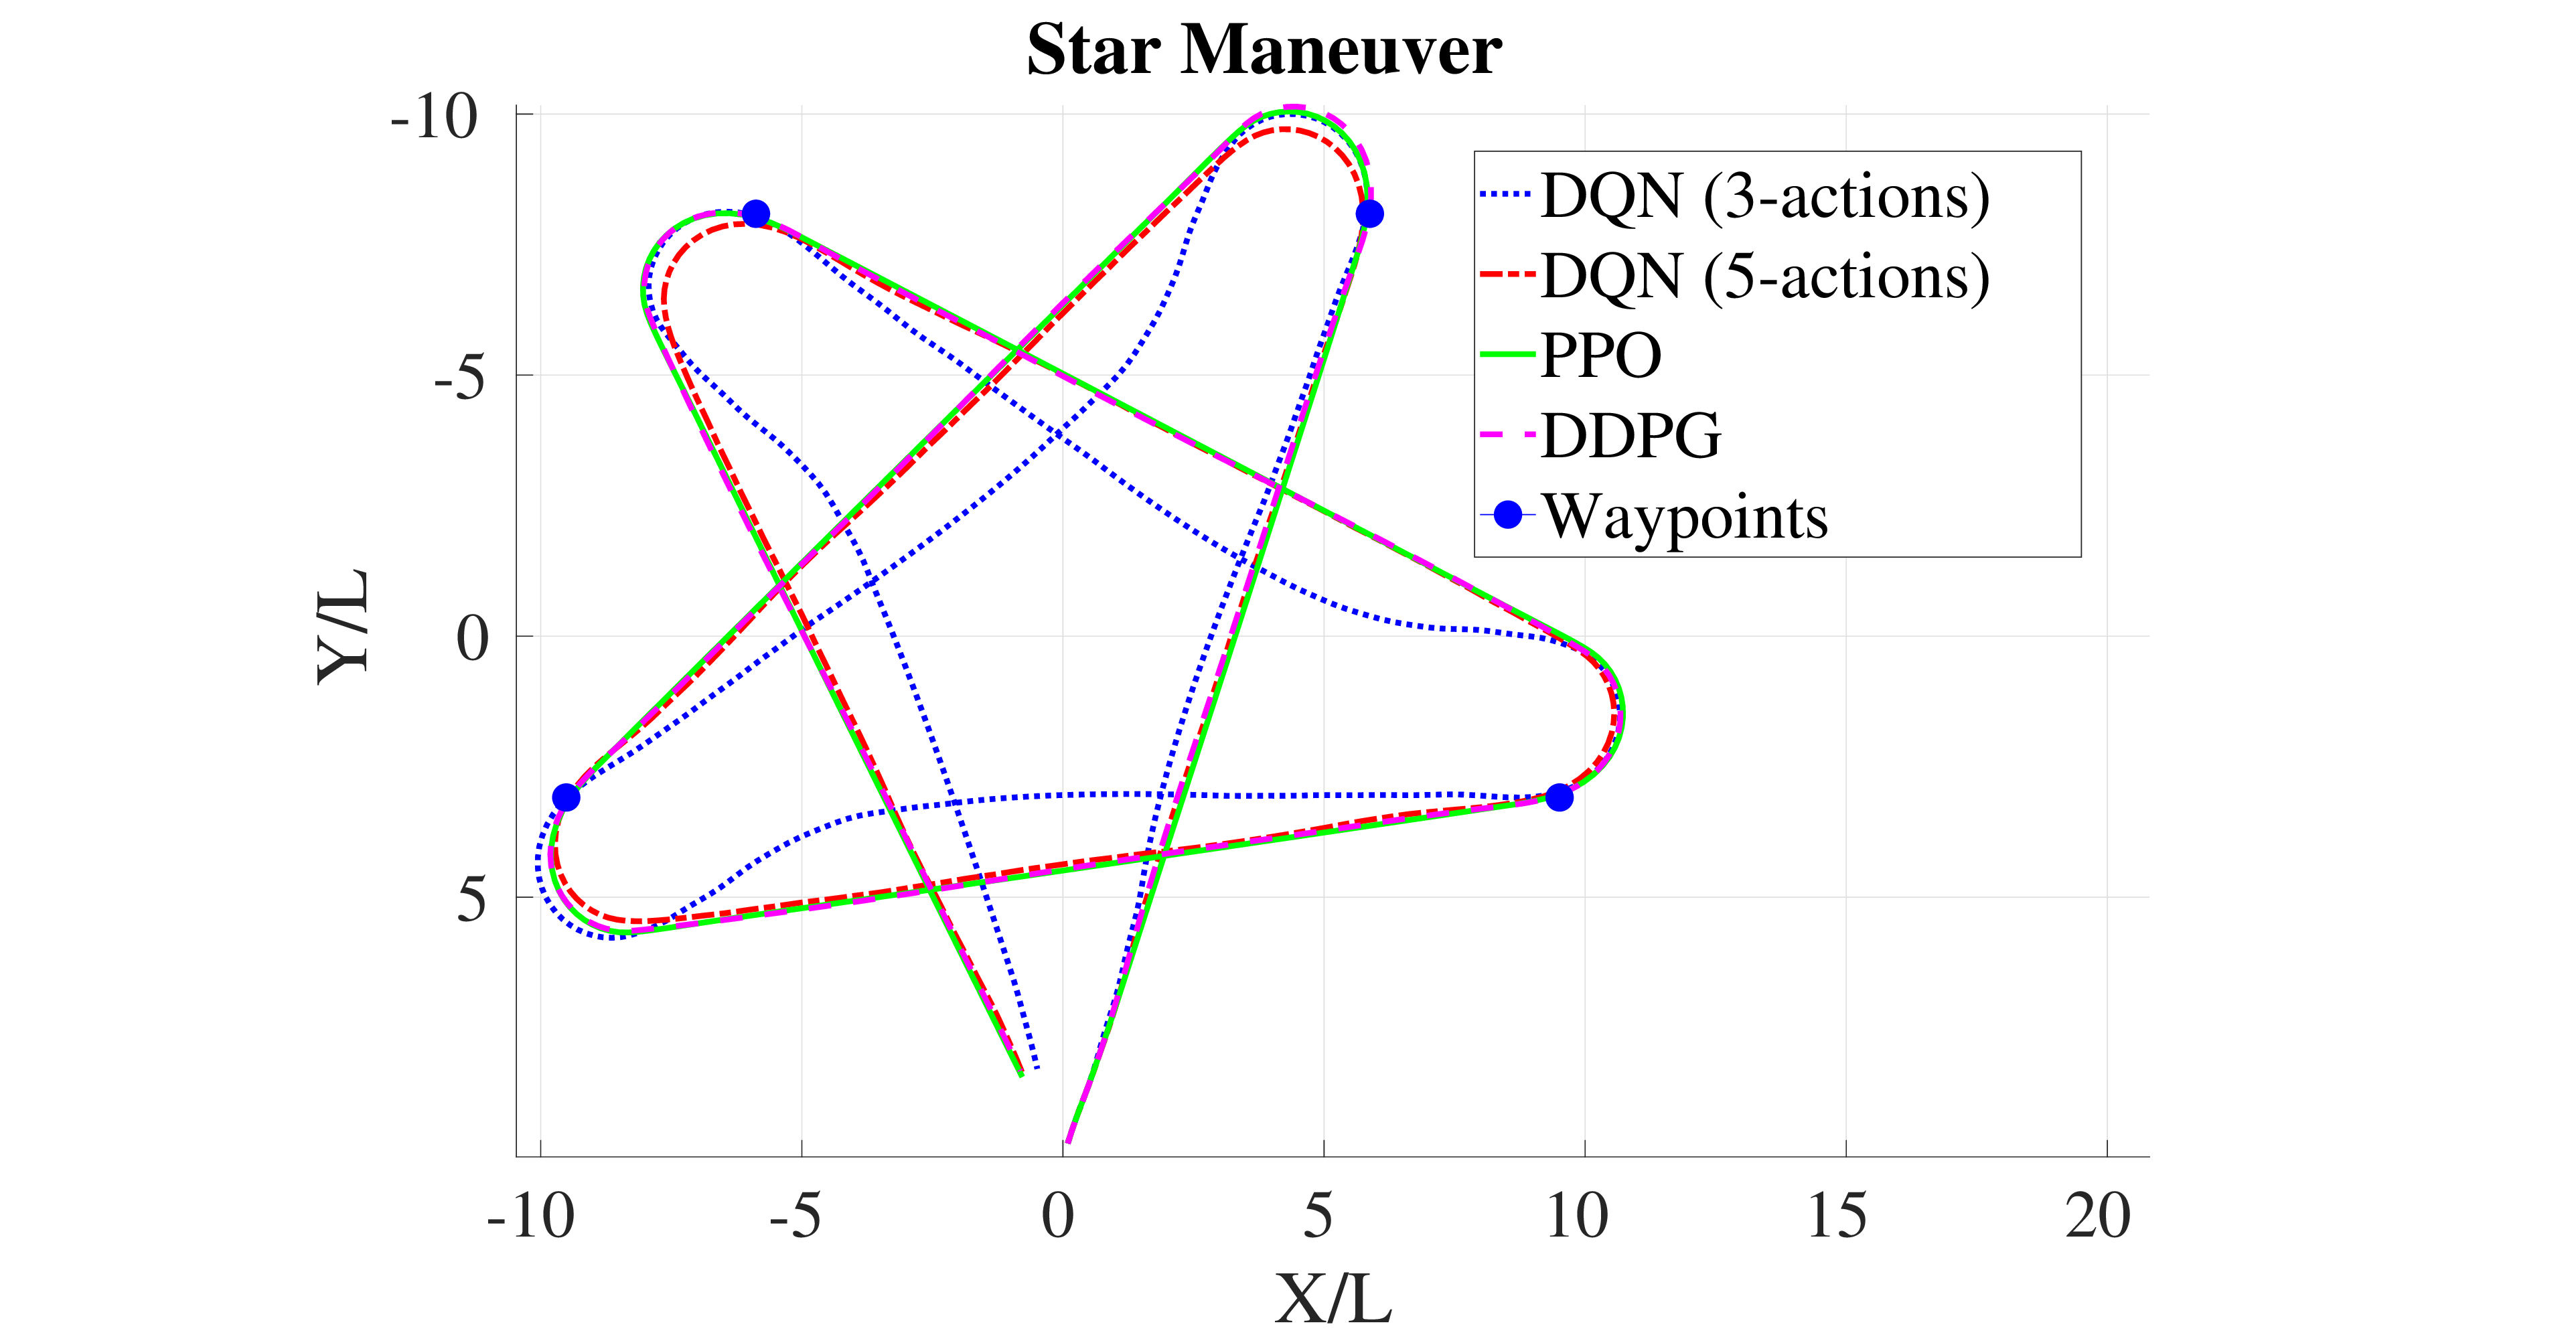 Star Maneuver
-10
-5
0
5
Y/L
DQN (3-actions)
DQN (5-actions)
PPO
DDPG
Waypoints
-10 -5 0 5 10 15 20
X/L